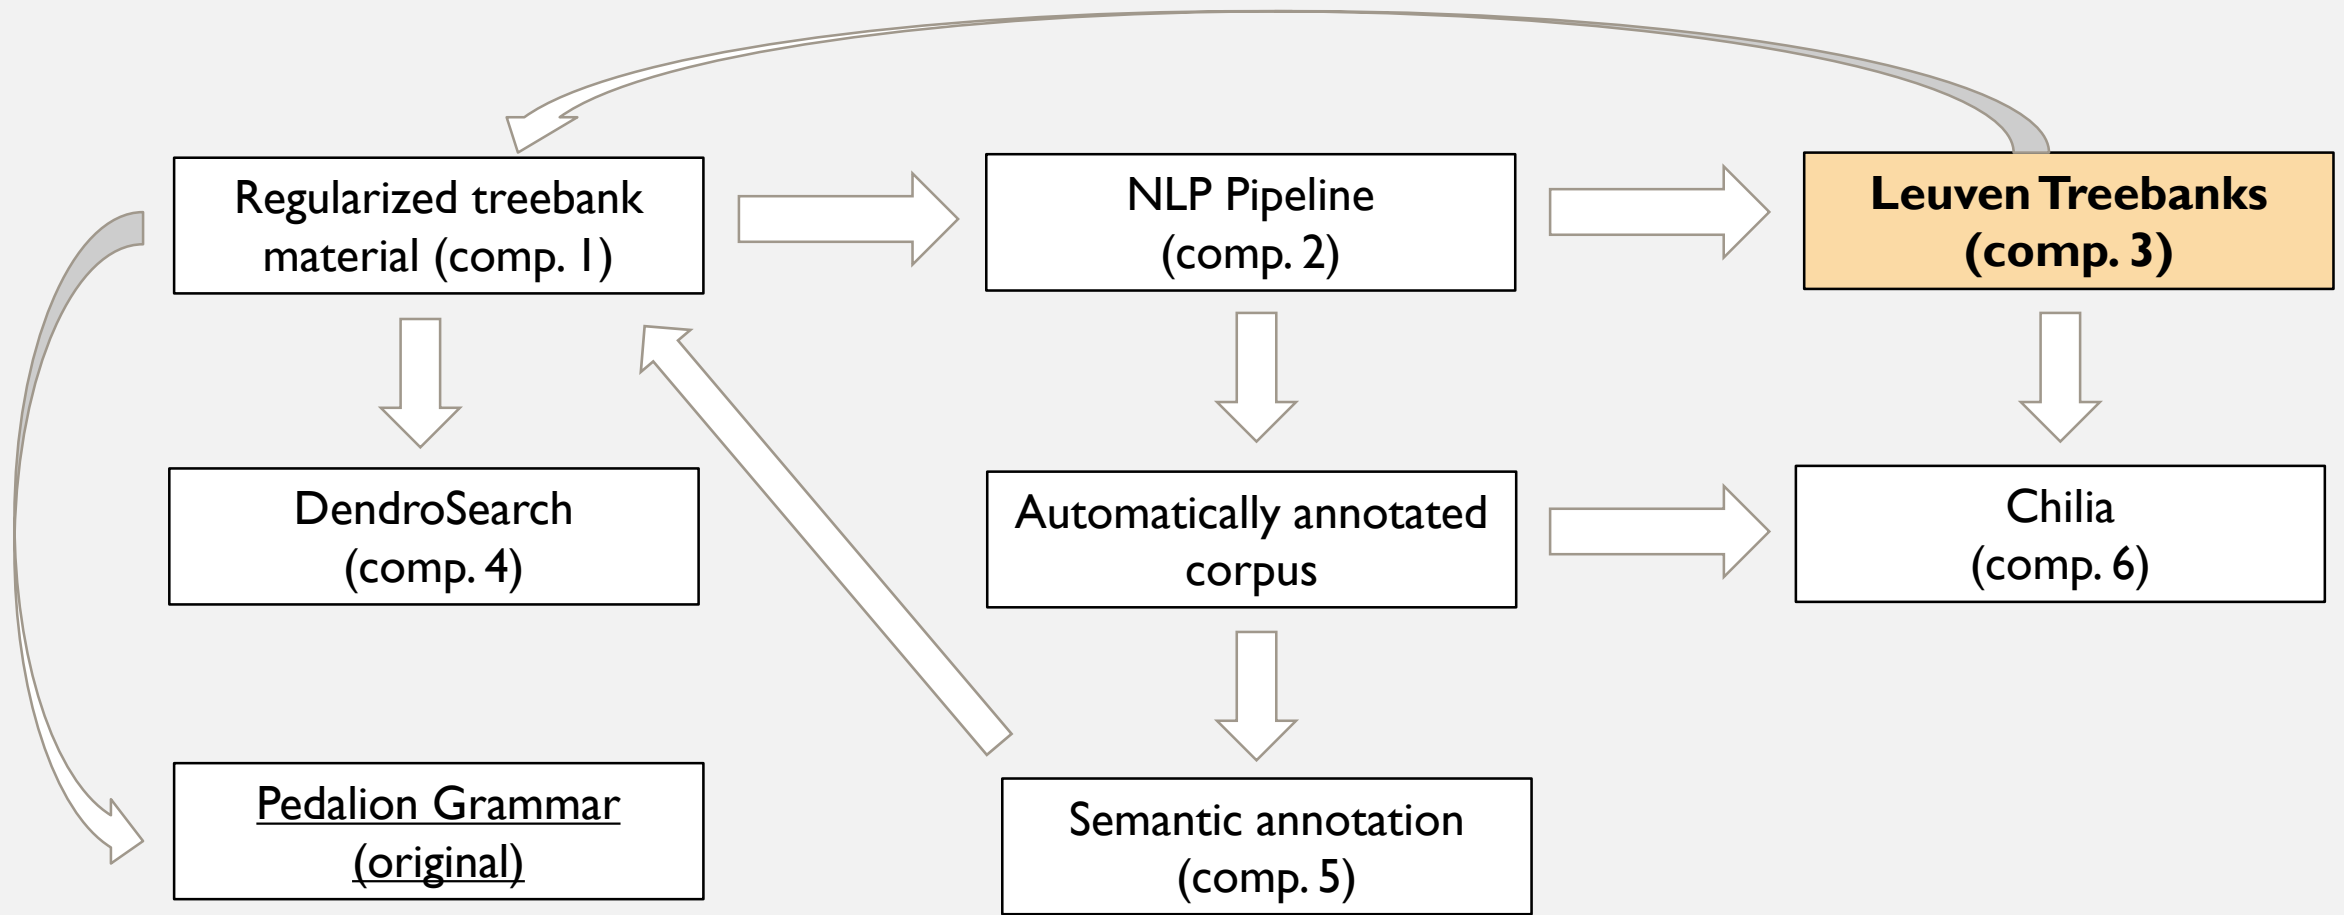 Regularized treebank
material (comp. 1)
NLP Pipeline
(comp. 2)
Leuven Treebanks
(comp. 3)
DendroSearch
(comp. 4)
Automatically annotated
corpus
Chilia
(comp. 6)
Pedalion Grammar
(original)
Semantic annotation
(comp. 5)